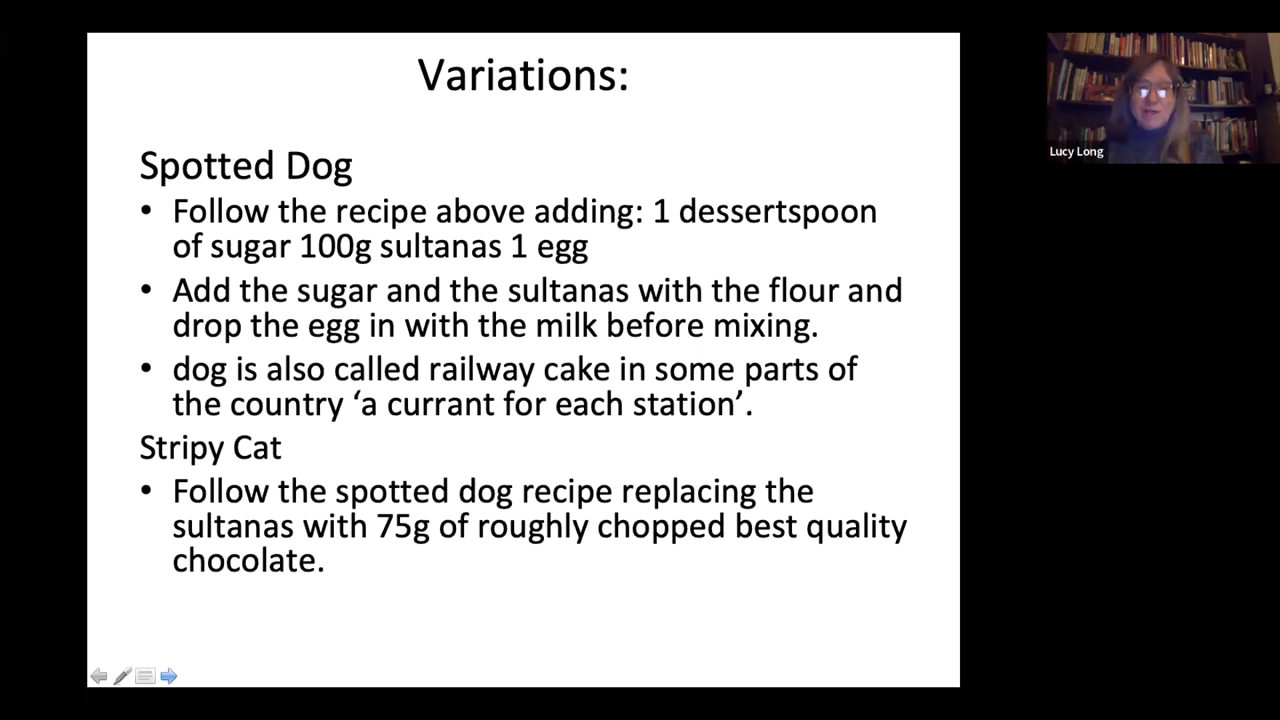 Variations:
Spotted Dog
• Follow the recipe above adding: 1 dessertspoon
of sugar 100g sultanas 1 egg
• Add the sugar and the sultanas with the flour and
drop the egg in with the milk before mixing.
• dog is also called railway cake in some parts of
the country ‘a currant for each station’.
Stripy Cat
• Follow the spotted dog recipe replacing the
sultanas with 75g of roughly chopped best quality
chocolate.
Lucy Long